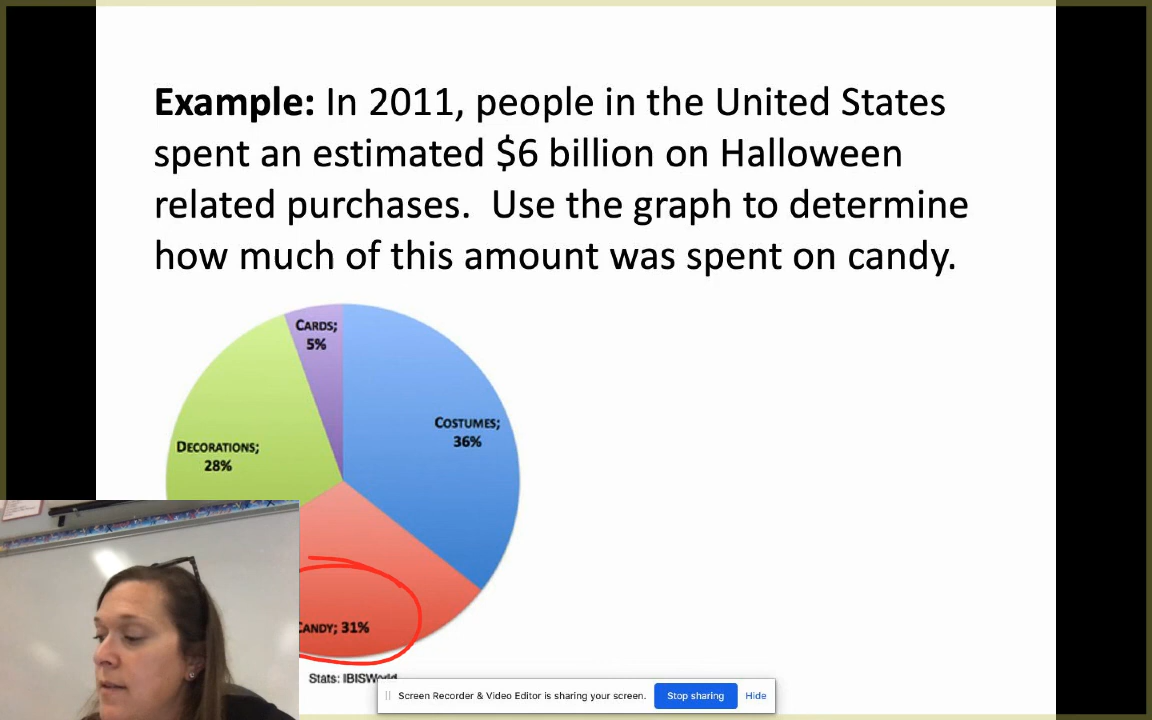 Example: In 2011, people in the United States
spent an estimated $6 billion on Halloween
related purchases. Use the graph to determine
how much of this amount was spent on candy.
CARDS;
5%
COSTUMES;
36%
DECORATIONS;
28%
CANDY; 31%
Stats: IBISWorld
Screen Recorder & Video Editor is sharing your screen.
Stop sharing
Hide